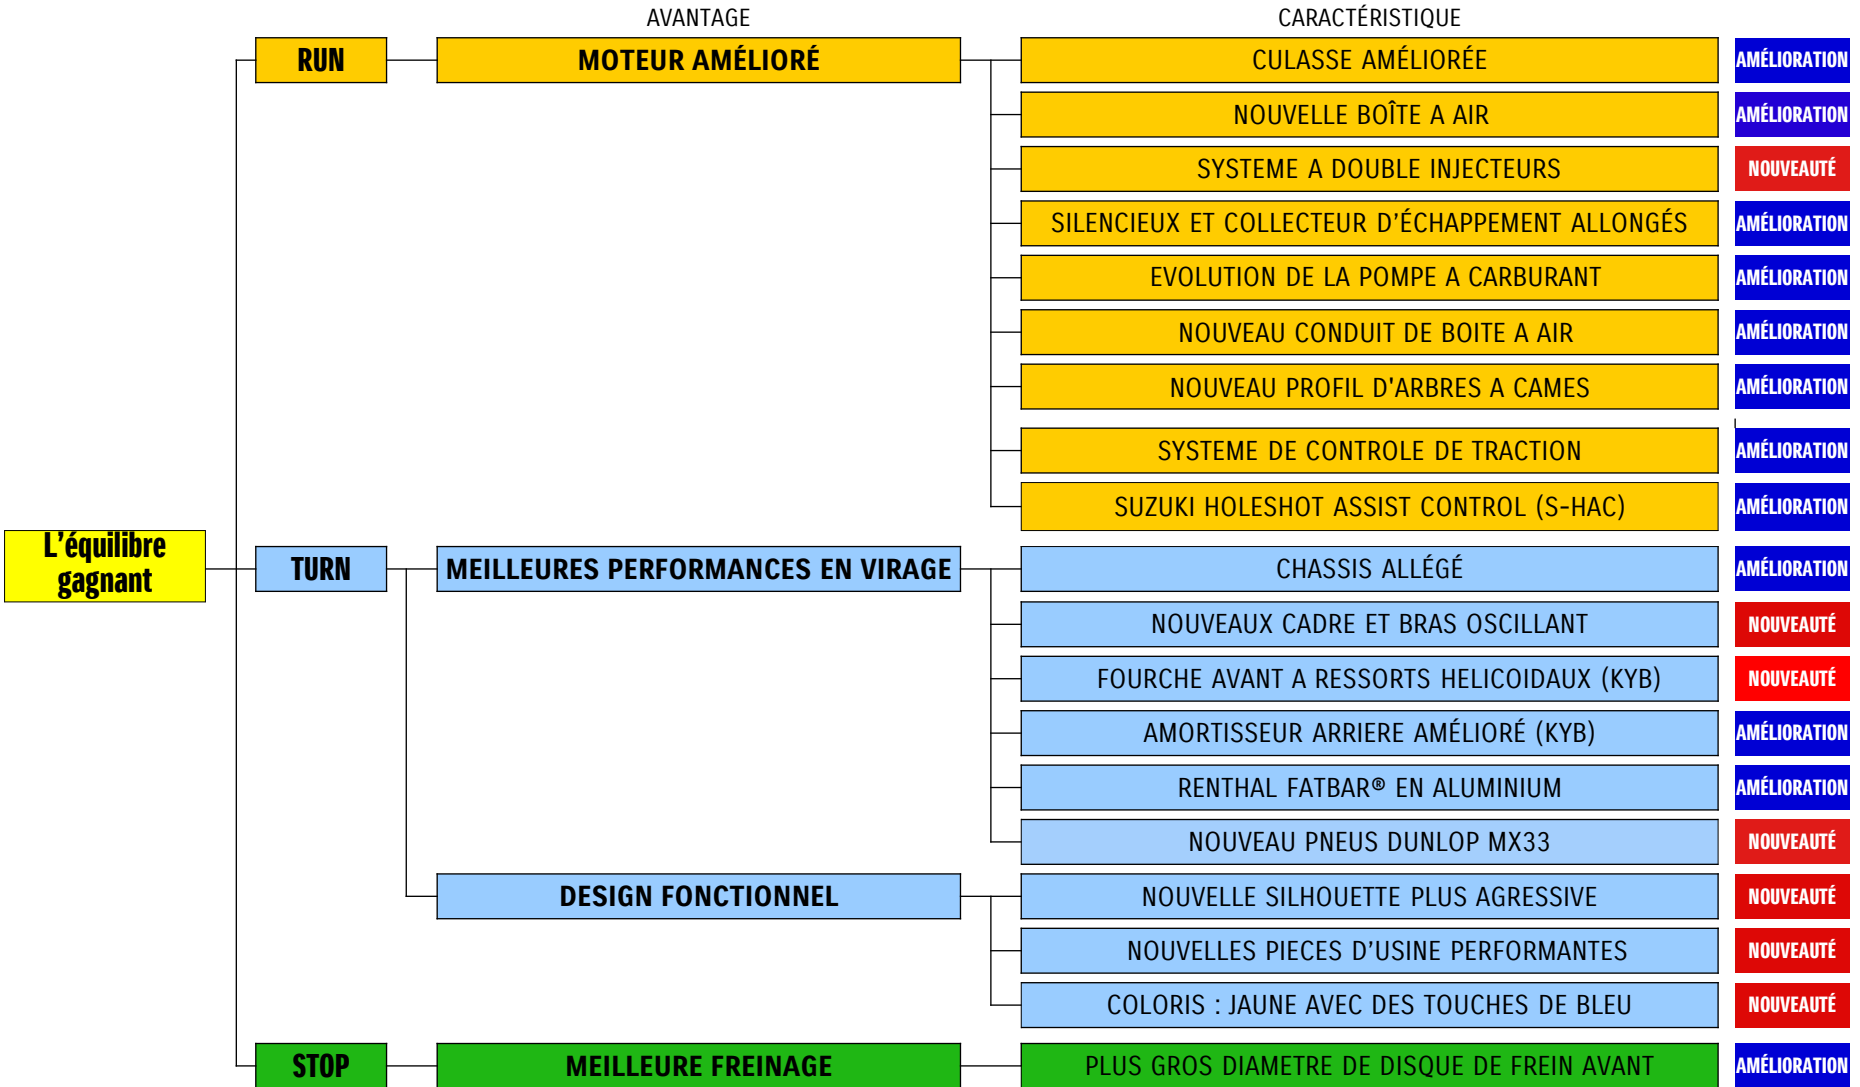 AVANTAGE CARACTÉRISTIQUE
RUN MOTEUR AMÉLIORÉ CULASSE AMÉLIORÉE AMÉLIORATION
NOUVELLE BOÎTE A AIR AMÉLIORATION
SYSTEME A DOUBLE INJECTEURS NOUVEAUTÉ
SILENCIEUX ET COLLECTEUR D’ÉCHAPPEMENT ALLONGÉS AMÉLIORATION
EVOLUTION DE LA POMPE A CARBURANT AMÉLIORATION
NOUVEAU CONDUIT DE BOITE A AIR AMÉLIORATION
NOUVEAU PROFIL D'ARBRES A CAMES AMÉLIORATION
SYSTEME DE CONTROLE DE TRACTION AMÉLIORATION
SUZUKI HOLESHOT ASSIST CONTROL (S-HAC) AMÉLIORATION
L’équilibre
gagnant
TURN MEILLEURES PERFORMANCES EN VIRAGE CHASSIS ALLÉGÉ AMÉLIORATION
NOUVEAUX CADRE ET BRAS OSCILLANT NOUVEAUTÉ
FOURCHE AVANT A RESSORTS HELICOIDAUX (KYB) NOUVEAUTÉ
AMORTISSEUR ARRIERE AMÉLIORÉ (KYB) AMÉLIORATION
RENTHAL FATBAR® EN ALUMINIUM AMÉLIORATION
NOUVEAU PNEUS DUNLOP MX33 NOUVEAUTÉ
DESIGN FONCTIONNEL NOUVELLE SILHOUETTE PLUS AGRESSIVE NOUVEAUTÉ
NOUVELLES PIECES D’USINE PERFORMANTES NOUVEAUTÉ
COLORIS : JAUNE AVEC DES TOUCHES DE BLEU NOUVEAUTÉ
STOP MEILLEURE FREINAGE PLUS GROS DIAMETRE DE DISQUE DE FREIN AVANT AMÉLIORATION